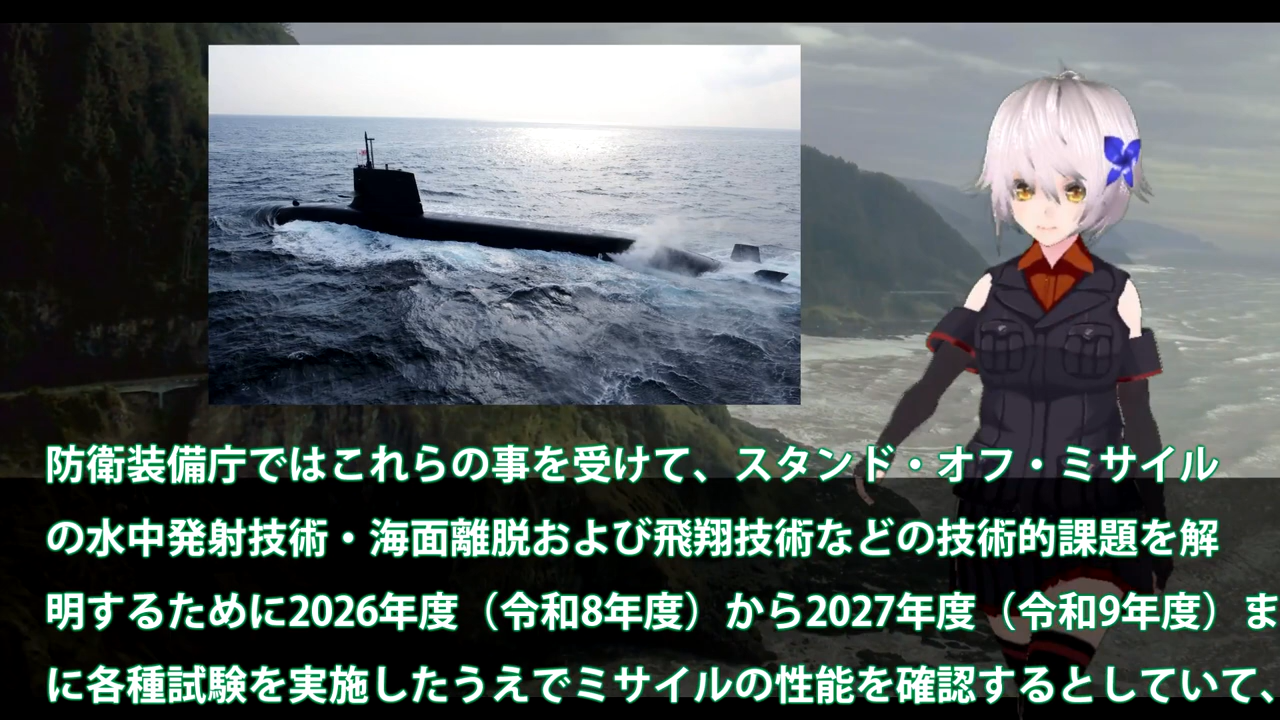 防衛装備庁ではこれらの事を受けて、スタンド・オフ・ミサイル
の水中発射技術・海面離脱および飛翔技術などの技術的課題を解
明するために2026年度（令和8年度）から2027年度（令和9年度）ま
に各種試験を実施したうえでミサイルの性能を確認するとしていて、